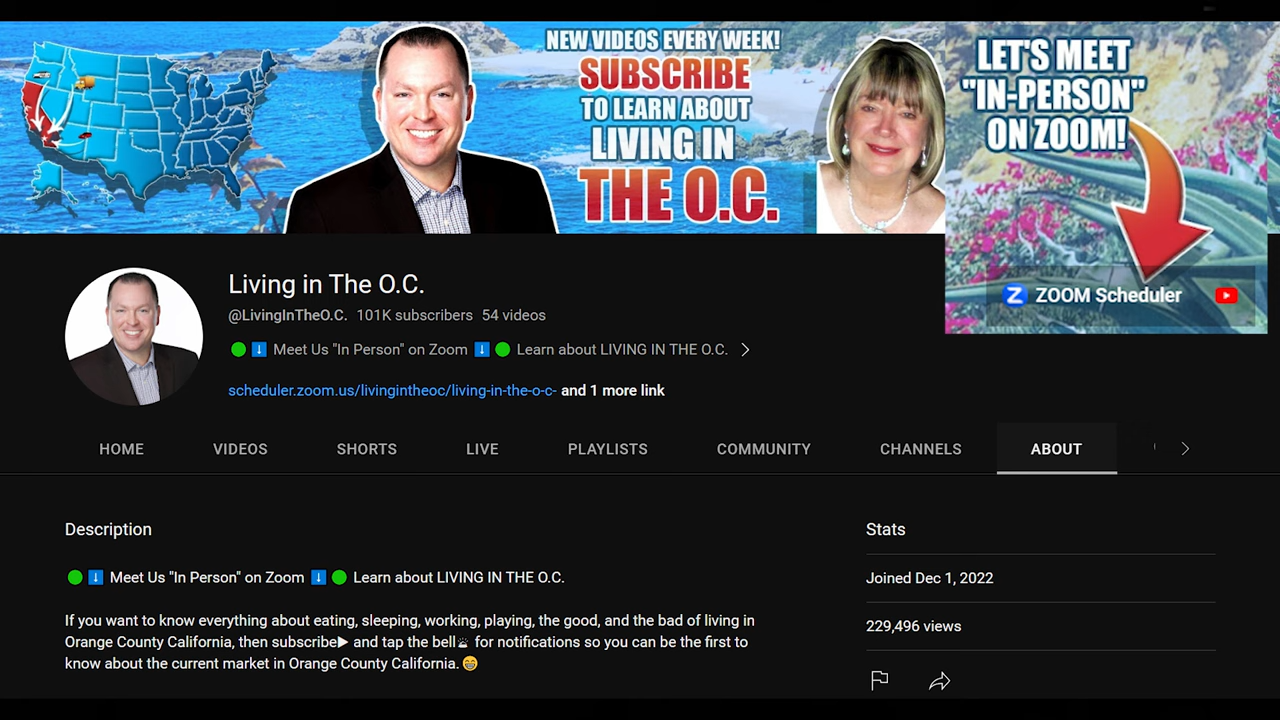 NEW VIDEOS EVERY WEEK!
SUBSCRIBE
TO LEARN ABOUT
LIVING IN
THE O.C.
LET'S MEET
"IN-PERSON"
ON ZOOM!
Z ZOOM Scheduler
Living in The O.C.
@LivingInTheO.C. 101K subscribers 54 videos
🟢 ⬇️ Meet Us "In Person" on Zoom ⬇️ 🟢 Learn about LIVING IN THE O.C.
scheduler.zoom.us/livingintheoc/living-in-the-o-c- and 1 more link
HOME VIDEOS SHORTS LIVE PLAYLISTS COMMUNITY CHANNELS ABOUT
Description
🟢 ⬇️ Meet Us "In Person" on Zoom ⬇️ 🟢 Learn about LIVING IN THE O.C.
If you want to know everything about eating, sleeping, working, playing, the good, and the bad of living in
Orange County California, then subscribe▶ and tap the bell🛎 for notifications so you can be the first to
know about the current market in Orange County California. 😁
Stats
Joined Dec 1, 2022
229,496 views